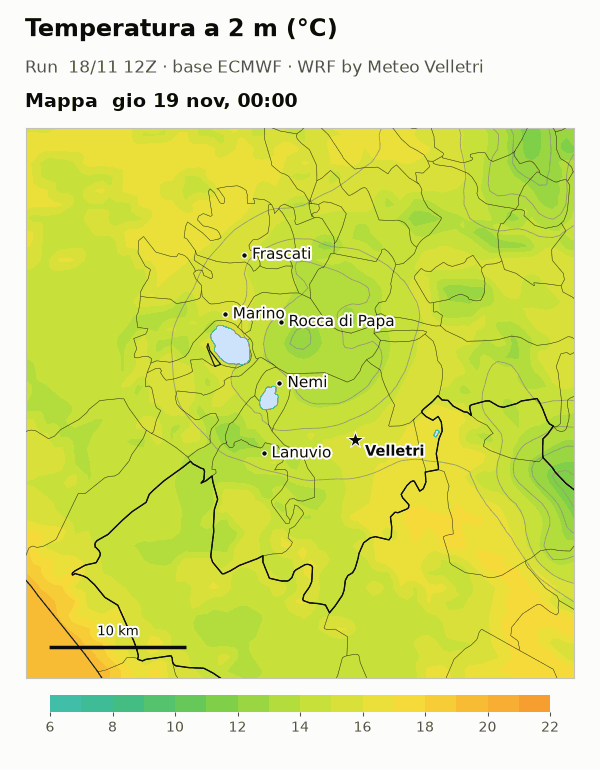 Temperatura a 2 m (°C)
Run  18/11 12Z · base ECMWF · WRF by Meteo Velletri
Mappa  gio 19 nov, 00:00
Frascati
Marino
Rocca di Papa
Nemi
Velletri
Lanuvio
10 km
6 8 10 12 14 16 18 20 22